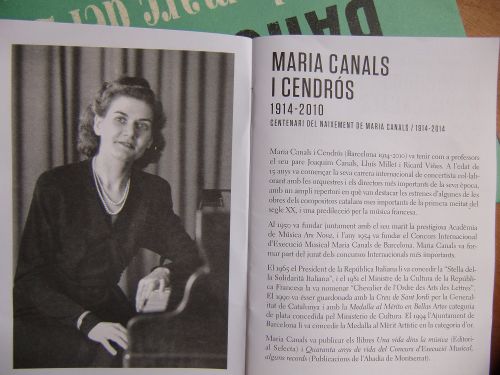 MARIA CANALS
I CENDRÓS
1914-2010
CENTENARI DEL NAIXEMENT DE MARIA CANALS / 1914-2014
Maria Canals i Cendrós (Barcelona 1914-2010) va tenir com a professors
el seu pare Joaquim Canals, Lluís Millet i Ricard Viñes. A l'edat de
15 anys va començar la seva carrera internacional de concertista col·lab-
orant amb les orquestres i els directors més importants de la seva època,
amb un ampli repertori en què van destacar les estrenes d'algunes de les
obres dels compositors catalans més importants de la primera meitat del
segle XX, i una predilecció per la música francesa.
Al 1950 va fundar juntament amb el seu marit la prestigiosa Acadèmia
de Música Ars Nova, i l'any 1954 va fundar el Concurs Internacional
d'Execució Musical Maria Canals de Barcelona. Maria Canals va for-
mar part del jurat dels concursos Internacionals més importants.
El 1965 el President de la República Italiana li va concedir la "Stella del-
la Solidarità Italiana", i el 1981 el Ministre de la Cultura de la Repúbli-
ca Francesa la va nomenar "Chevalier de l'Ordre des Arts des Lettres".
El 1990 va ésser guardonada amb la Creu de Sant Jordi per la General-
itat de Catalunya i amb la Medalla al Mérito en Bellas Artes categoria
de plata concedida pel Ministerio de Cultura. El 1994 l'Ajuntament de
Barcelona li va concedir la Medalla al Mèrit Artístic en la categoria d'or.
Maria Canals va publicar els llibres Una vida dins la música (Editori-
al Selecta) i Quaranta anys de vida del Concurs d'Execució Musical,
alguns records (Publicacions de l'Abadia de Montserrat).